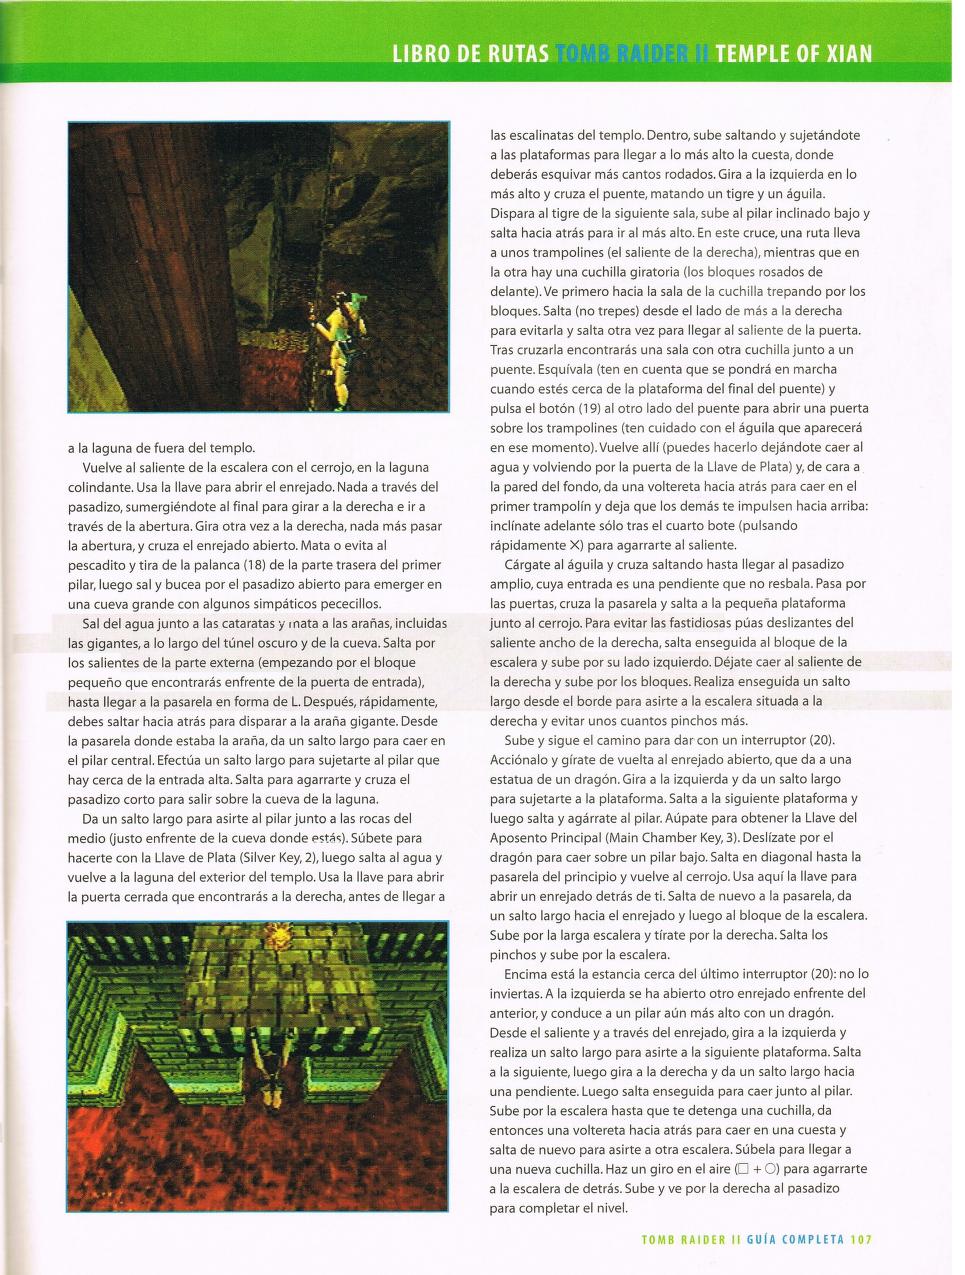 LIBRO DE RUTAS TOMB RAIDER II TEMPLE OF XIAN
a la laguna de fuera del templo.
Vuelve al saliente de la escalera con el cerrojo, en la laguna
colindante. Usa la llave para abrir el enrejado. Nada a través del
pasadizo, sumergiéndote al final para girar a la derecha e ir a
través de la abertura. Gira otra vez a la derecha, nada más pasar
la abertura, y cruza el enrejado abierto. Mata o evita al
pescadito y tira de la palanca (18) de la parte trasera del primer
pilar, luego sal y bucea por el pasadizo abierto para emerger en
una cueva grande con algunos simpáticos pececillos.
Sal del agua junto a las cataratas y mata a las arañas, incluidas
las gigantes, a lo largo del túnel oscuro y de la cueva. Salta por
los salientes de la parte externa (empezando por el bloque
pequeño que encontrarás enfrente de la puerta de entrada),
hasta llegar a la pasarela en forma de L. Después, rápidamente,
debes saltar hacia atrás para disparar a la araña gigante. Desde
la pasarela donde estaba la araña, da un salto largo para caer en
el pilar central. Efectúa un salto largo para sujetarte al pilar que
hay cerca de la entrada alta. Salta para agarrarte y cruza el
pasadizo corto para salir sobre la cueva de la laguna.
Da un salto largo para asirte al pilar junto a las rocas del
medio (justo enfrente de la cueva donde estás). Súbete para
hacerte con la Llave de Plata (Silver Key, 2), luego salta al agua y
vuelve a la laguna del exterior del templo. Usa la llave para abrir
la puerta cerrada que encontrarás a la derecha, antes de llegar a
las escalinatas del templo. Dentro, sube saltando y sujetándote
a las plataformas para llegar a lo más alto la cuesta, donde
deberás esquivar más cantos rodados. Gira a la izquierda en lo
más alto y cruza el puente, matando un tigre y un águila.
Dispara al tigre de la siguiente sala, sube al pilar inclinado bajo y
salta hacia atrás para ir al más alto. En este cruce, una ruta lleva
a unos trampolines (el saliente de la derecha), mientras que en
la otra hay una cuchilla giratoria (los bloques rosados de
delante). Ve primero hacia la sala de la cuchilla trepando por los
bloques. Salta (no trepes) desde el lado de más a la derecha
para evitarla y salta otra vez para llegar al saliente de la puerta.
Tras cruzarla encontrarás una sala con otra cuchilla junto a un
puente. Esquívala (ten en cuenta que se pondrá en marcha
cuando estés cerca de la plataforma del final del puente) y
pulsa el botón (19) al otro lado del puente para abrir una puerta
sobre los trampolines (ten cuidado con el águila que aparecerá
en ese momento). Vuelve allí (puedes hacerlo dejándote caer al
agua y volviendo por la puerta de la Llave de Plata) y, de cara a
la pared del fondo, da una voltereta hacia atrás para caer en el
primer trampolín y deja que los demás te impulsen hacia arriba:
inclínate adelante sólo tras el cuarto bote (pulsando
rápidamente X) para agarrarte al saliente.
Cárgate al águila y cruza saltando hasta llegar al pasadizo
amplio, cuya entrada es una pendiente que no resbala. Pasa por
las puertas, cruza la pasarela y salta a la pequeña plataforma
junto al cerrojo. Para evitar las fastidiosas púas deslizantes del
saliente ancho de la derecha, salta enseguida al bloque de la
escalera y sube por su lado izquierdo. Déjate caer al saliente de
la derecha y sube por los bloques. Realiza enseguida un salto
largo desde el borde para asirte a la escalera situada a la
derecha y evitar unos cuantos pinchos más.
Sube y sigue el camino para dar con un interruptor (20).
Acciónalo y gírate de vuelta al enrejado abierto, que da a una
estatua de un dragón. Gira a la izquierda y da un salto largo
para sujetarte a la plataforma. Salta a la siguiente plataforma y
luego salta y agárrate al pilar. Aúpate para obtener la Llave del
Aposento Principal (Main Chamber Key, 3). Deslízate por el
dragón para caer sobre un pilar bajo. Salta en diagonal hasta la
pasarela del principio y vuelve al cerrojo. Usa aquí la llave para
abrir un enrejado detrás de ti. Salta de nuevo a la pasarela, da
un salto largo hacia el enrejado y luego al bloque de la escalera.
Sube por la larga escalera y tírate por la derecha. Salta los
pinchos y sube por la escalera.
Encima está la estancia cerca del último interruptor (20): no lo
inviertas. A la izquierda se ha abierto otro enrejado enfrente del
anterior, y conduce a un pilar aún más alto con un dragón.
Desde el saliente y a través del enrejado, gira a la izquierda y
realiza un salto largo para asirte a la siguiente plataforma. Salta
a la siguiente, luego gira a la derecha y da un salto largo hacia
una pendiente. Luego salta enseguida para caer junto al pilar.
Sube por la escalera hasta que te detenga una cuchilla, da
entonces una voltereta hacia atrás para caer en una cuesta y
salta de nuevo para asirte a otra escalera. Súbela para llegar a
una nueva cuchilla. Haz un giro en el aire (□ + ○) para agarrarte
a la escalera de detrás. Sube y ve por la derecha al pasadizo
para completar el nivel.
TOMB RAIDER II GUÍA COMPLETA 107